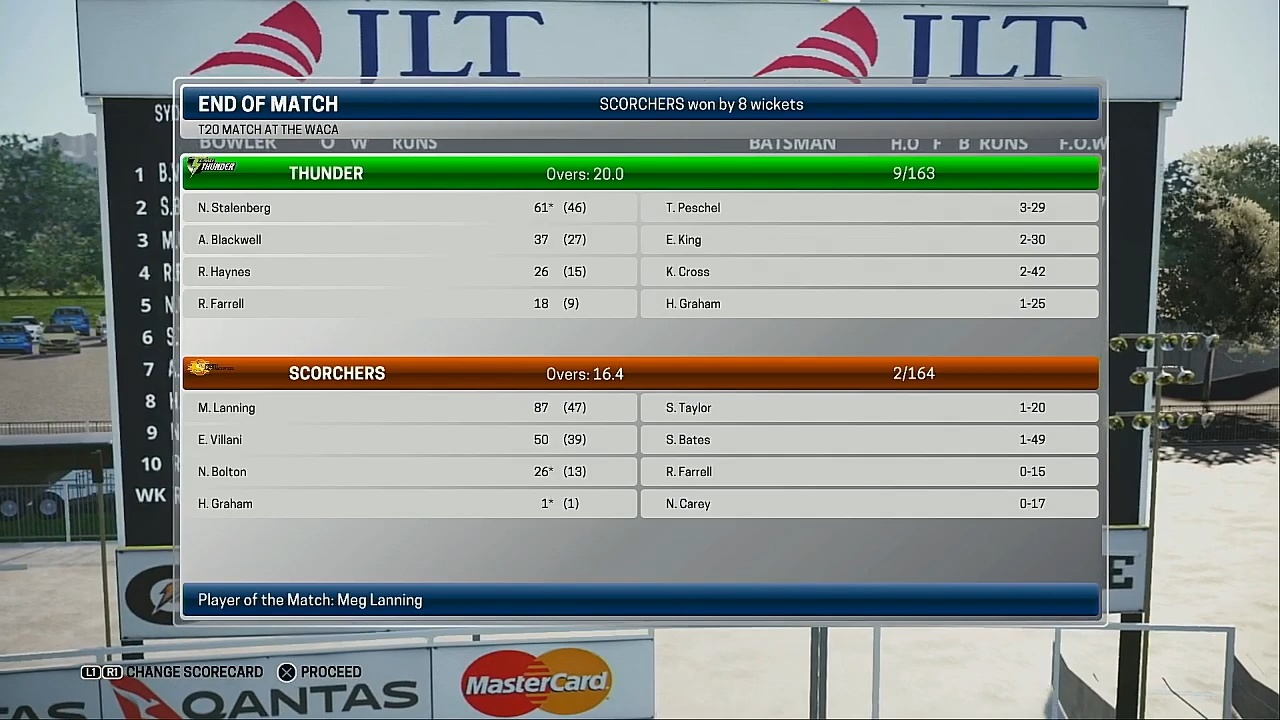 JLT JLT
END OF MATCH SCORCHERS won by 8 wickets
T20 MATCH AT THE WACA
BOWLER O W RUNS BATSMAN H.O F B RUNS F.O.W
THUNDER THUNDER Overs: 20.0 9/163
N. Stalenberg 61* (46) T. Peschel 3-29
A. Blackwell 37 (27) E. King 2-30
R. Haynes 26 (15) K. Cross 2-42
R. Farrell 18 (9) H. Graham 1-25
SCORCHERS Overs: 16.4 2/164
M. Lanning 87 (47) S. Taylor 1-20
E. Villani 50 (39) S. Bates 1-49
N. Bolton 26* (13) R. Farrell 0-15
H. Graham 1* (1) N. Carey 0-17
Player of the Match: Meg Lanning
SYD
1 B.
2 S.
3 M.
4 R.
5 N.
6 S.
7 A.
8
9
10
WK
L1 R1 CHANGE SCORECARD PROCEED
QANTAS
MasterCard